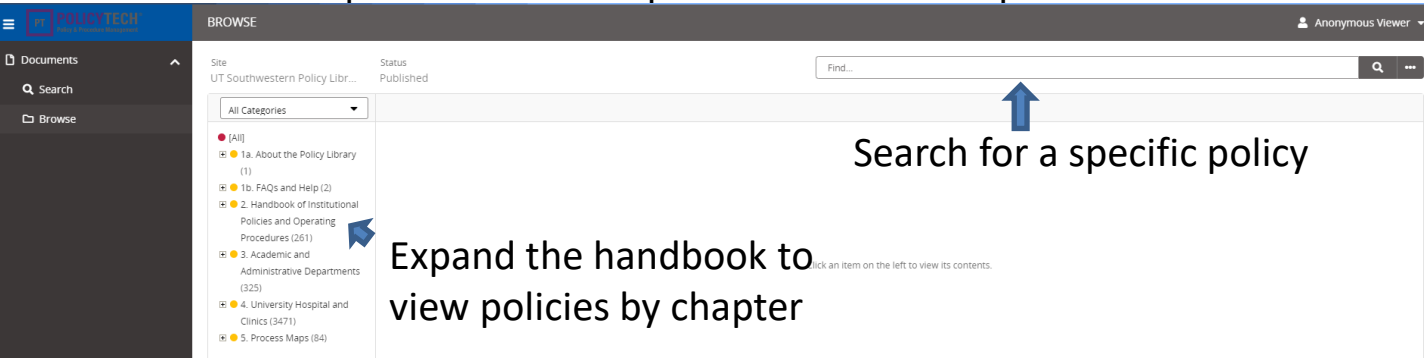 PT POLICYTECH
Policy & Procedure Management
BROWSE
Anonymous Viewer
Documents
Search
Browse
Site
UT Southwestern Policy Libr...
Status
Published
Find...
All Categories
[All]
1a. About the Policy Library
(1)
1b. FAQs and Help (2)
2. Handbook of Institutional
Policies and Operating
Procedures (261)
3. Academic and
Administrative Departments
(325)
4. University Hospital and
Clinics (3471)
5. Process Maps (84)
Search for a specific policy
Expand the handbook to
view policies by chapter
lick an item on the left to view its contents.